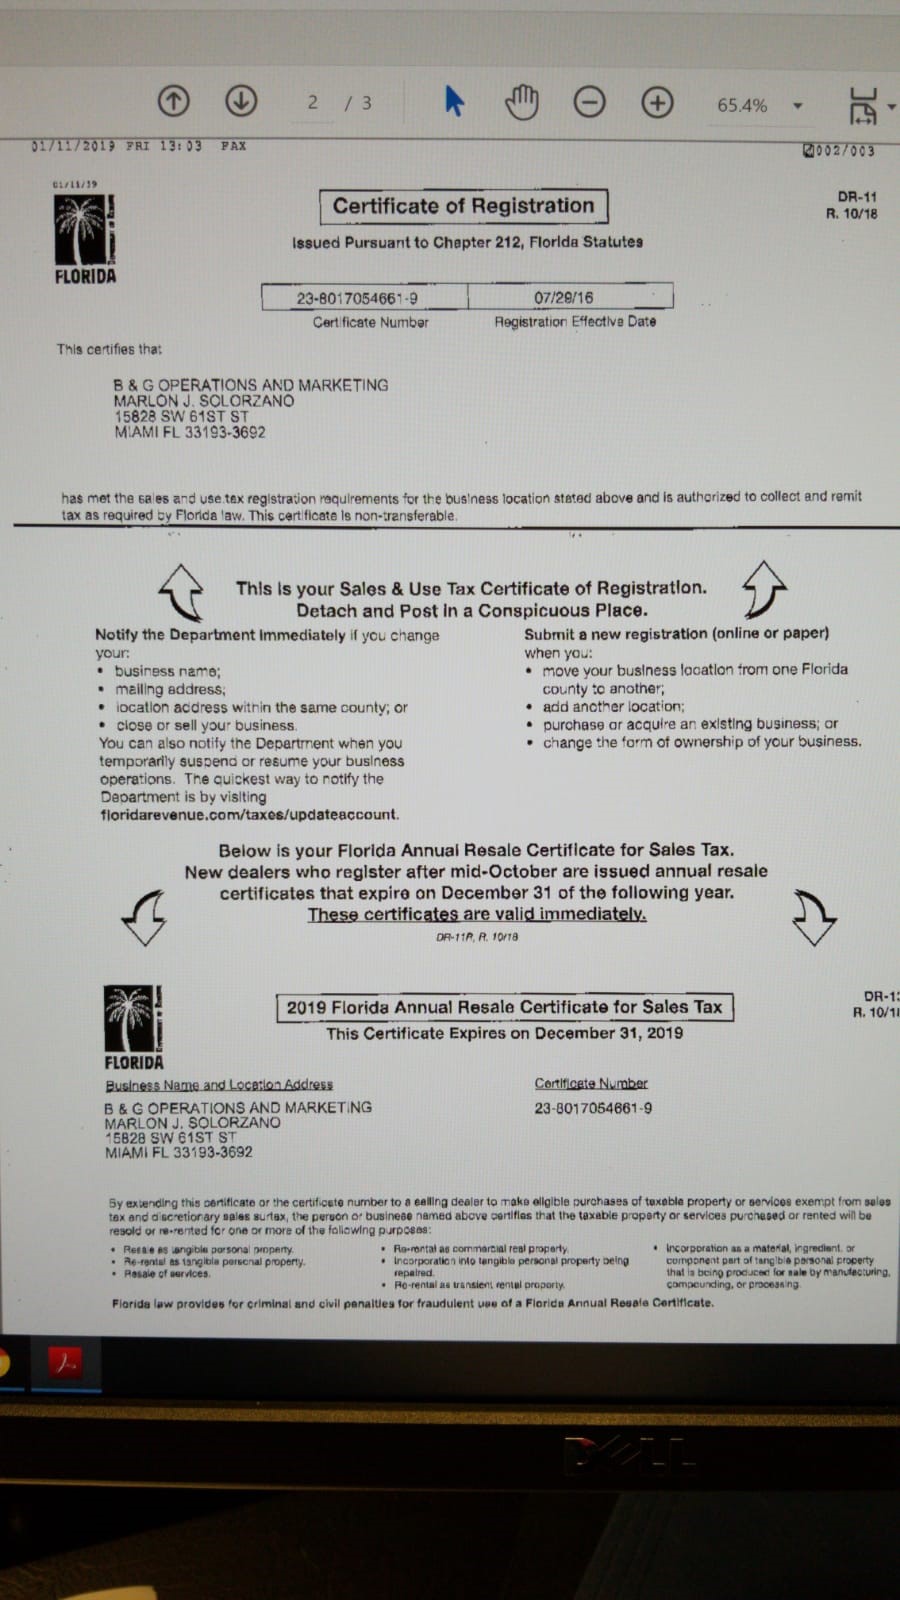 2 / 3
65.4%
01/11/2019 FRI 13:03 FAX
002/003
01/11/19
FLORIDA
Certificate of Registration
Issued Pursuant to Chapter 212, Florida Statutes
DR-11
R. 10/18
23-8017054661-9
07/29/16
Certificate Number
Registration Effective Date
This certifies that
B & G OPERATIONS AND MARKETING
MARLON J. SOLORZANO
15828 SW 61ST ST
MIAMI FL 33193-3692
has met the sales and use tax registration requirements for the business location stated above and is authorized to collect and remit
tax as required by Florida law. This certificate is non-transferable.
This is your Sales & Use Tax Certificate of Registration.
Detach and Post in a Conspicuous Place.
Notify the Department Immediately if you change
your:
• business name;
• mailing address;
• location address within the same county; or
• close or sell your business.
You can also notify the Department when you
temporarily suspend or resume your business
operations. The quickest way to notify the
Department is by visiting
floridarevenue.com/taxes/updateaccount.
Submit a new registration (online or paper)
when you:
• move your business location from one Florida
county to another;
• add another location;
• purchase or acquire an existing business; or
• change the form of ownership of your business.
Below is your Florida Annual Resale Certificate for Sales Tax.
New dealers who register after mid-October are issued annual resale
certificates that expire on December 31 of the following year.
These certificates are valid immediately.
DR-11R, R. 10/18
FLORIDA
2019 Florida Annual Resale Certificate for Sales Tax
This Certificate Expires on December 31, 2019
DR-1
R. 10/1
Business Name and Location Address
Certificate Number
B & G OPERATIONS AND MARKETING
23-8017054661-9
MARLON J. SOLORZANO
15828 SW 61ST ST
MIAMI FL 33193-3692
By extending this certificate or the certificate number to a selling dealer to make eligible purchases of taxable property or services exempt from sales
tax and discretionary sales surtax, the person or business named above certifies that the taxable property or services purchased or rented will be
resold or re-rented for one or more of the following purposes:
• Resale as tangible personal property.
• Re-rental as tangible personal property.
• Resale of services.
• Re-rental as commercial real property.
• Incorporation into tangible personal property being
repaired.
• Re-rental as transient rental property.
• Incorporation as a material, ingredient, or
component part of tangible personal property
that is being produced for sale by manufacturing,
compounding, or processing.
Florida law provides for criminal and civil penalties for fraudulent use of a Florida Annual Resale Certificate.
DELL